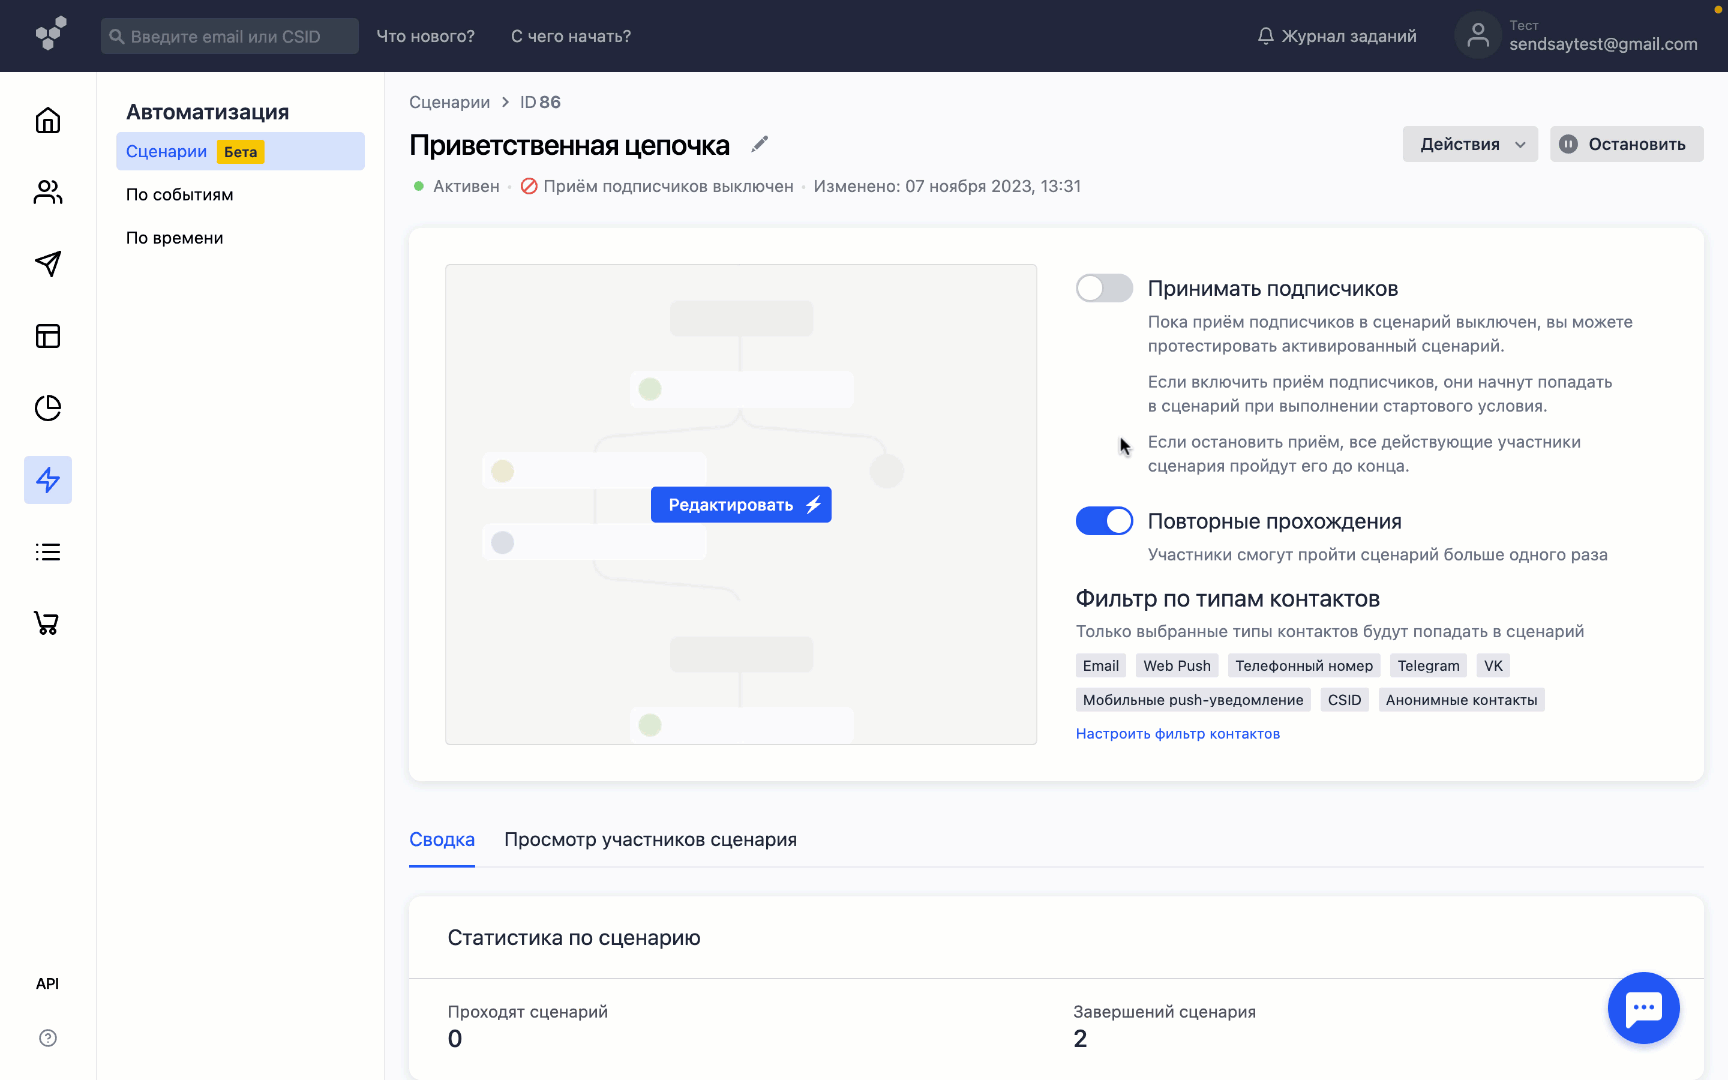 Введите email или CSID
Что нового?
С чего начать?
Журнал заданий
Тест
sendsaytest@gmail.com
Автоматизация
Сценарии Бета
По событиям
По времени
API
Сценарии > ID 86
Приветственная цепочка
Действия
Остановить
Активен · Приём подписчиков выключен · Изменено: 07 ноября 2023, 13:31
Редактировать
Принимать подписчиков
Пока приём подписчиков в сценарий выключен, вы можете
протестировать активированный сценарий.
Если включить приём подписчиков, они начнут попадать
в сценарий при выполнении стартового условия.
Если остановить приём, все действующие участники
сценария пройдут его до конца.
Повторные прохождения
Участники смогут пройти сценарий больше одного раза
Фильтр по типам контактов
Только выбранные типы контактов будут попадать в сценарий
Email Web Push Телефонный номер Telegram VK
Мобильные push-уведомление CSID Анонимные контакты
Настроить фильтр контактов
Сводка
Просмотр участников сценария
Статистика по сценарию
Проходят сценарий
0
Завершений сценария
2